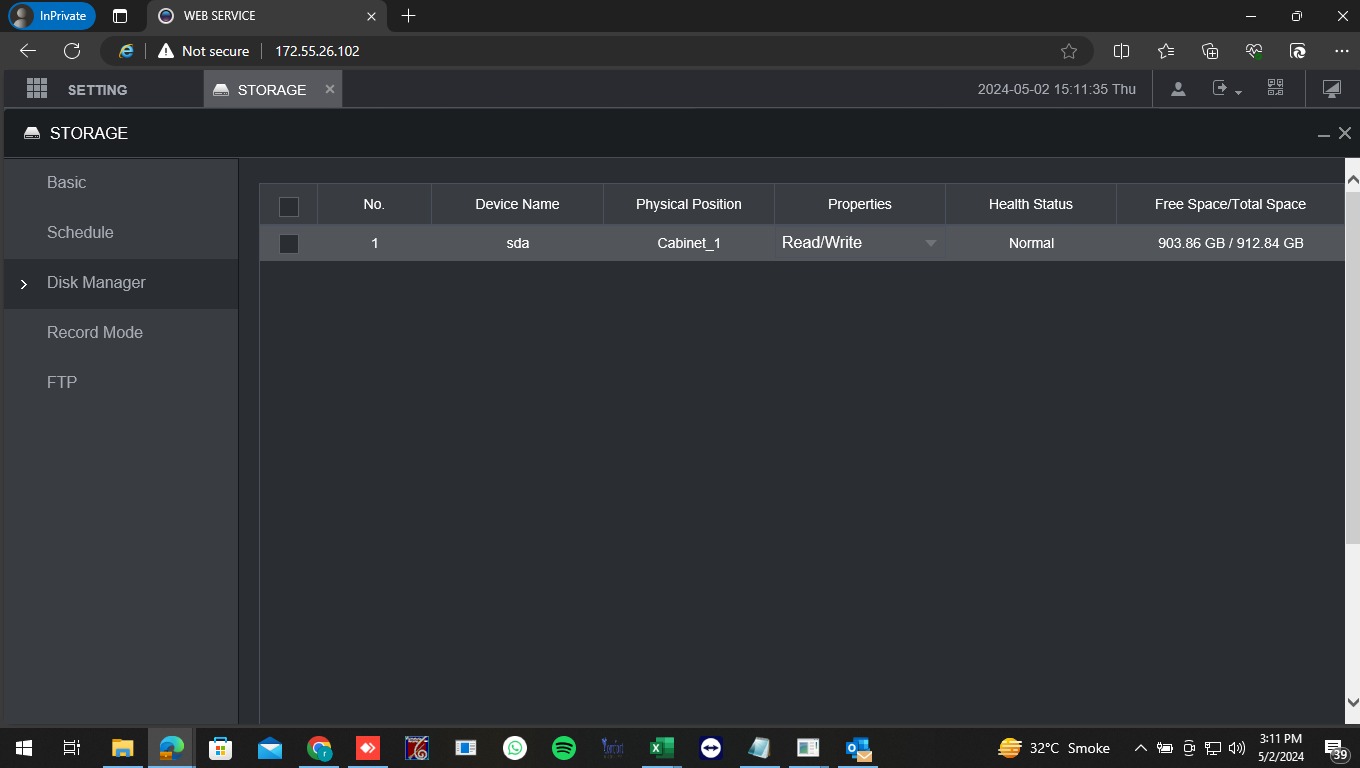 InPrivate
WEB SERVICE
Not secure
172.55.26.102
SETTING
STORAGE
2024-05-02 15:11:35 Thu
STORAGE
Basic
Schedule
Disk Manager
Record Mode
FTP
No. Device Name Physical Position Properties Health Status Free Space/Total Space
1 sda Cabinet_1 Read/Write Normal 903.86 GB / 912.84 GB
32°C Smoke
3:11 PM
5/2/2024
39